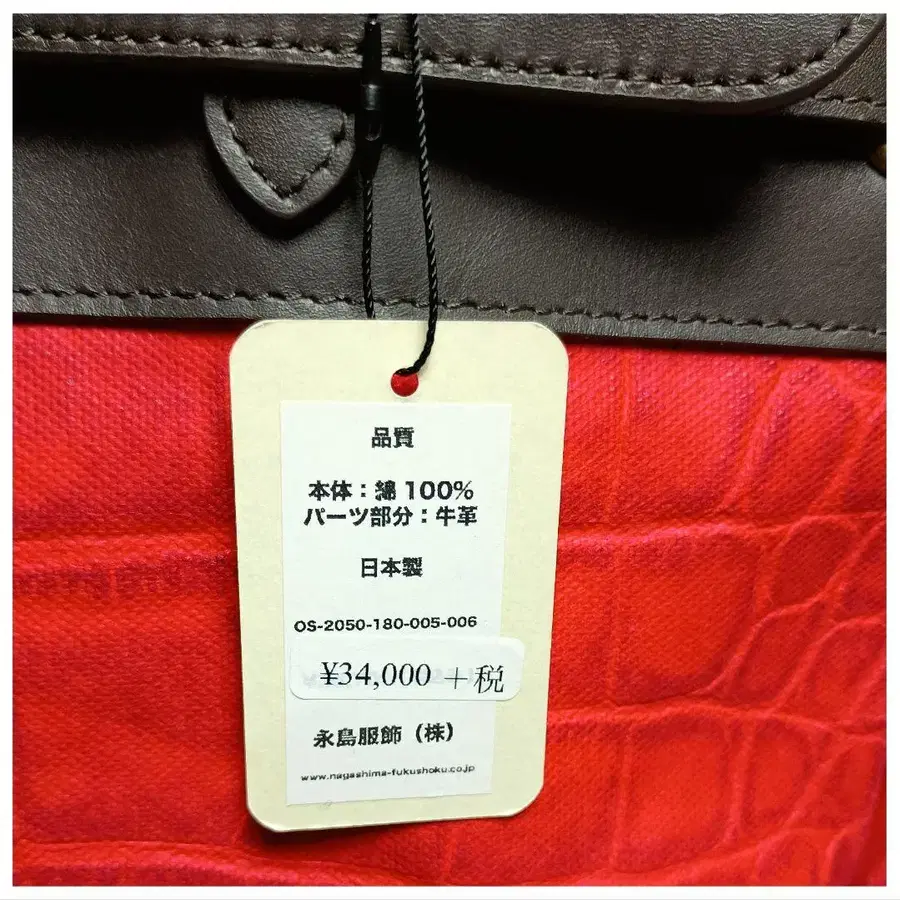 品質
本体：綿 100%
パーツ部分：牛革
日本製
OS-2050-180-005-006
¥34,000 +税
永島服飾（株）
www.nagashima-fukushoku.co.jp